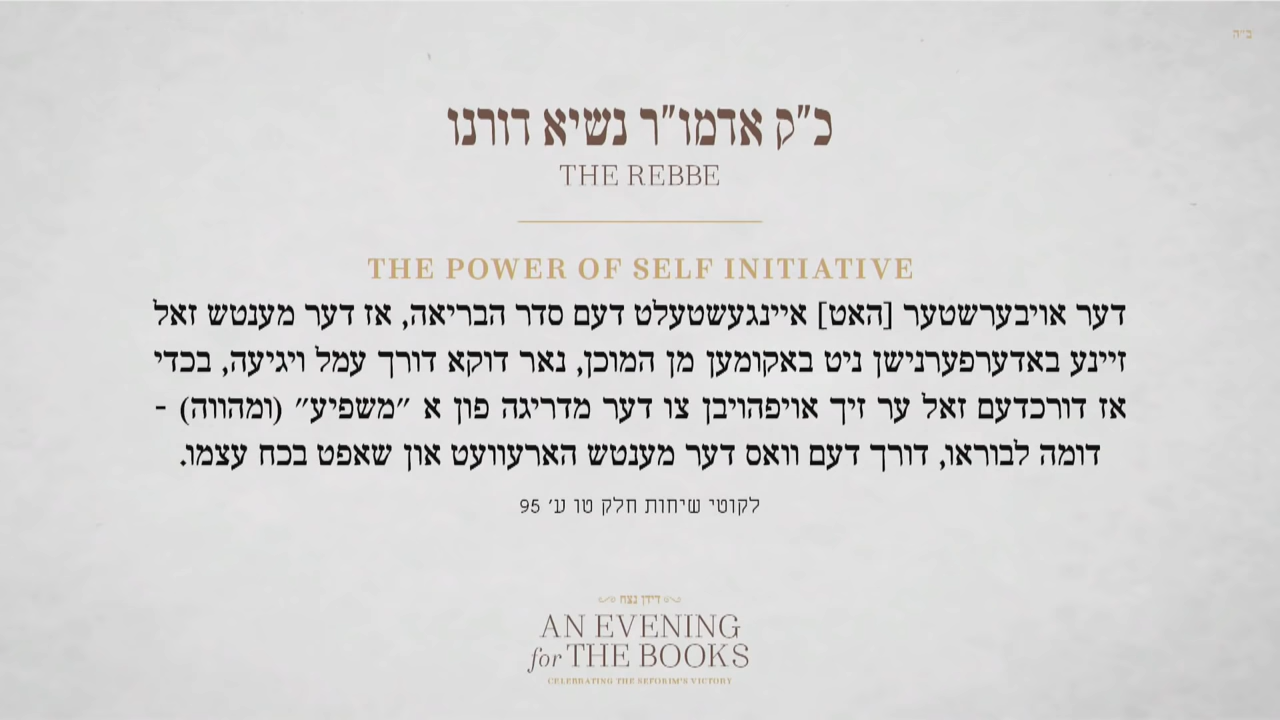 ב״ה
כ"ק אדמו"ר נשיא דורנו
THE REBBE
THE POWER OF SELF INITIATIVE
דער אויבערשטער [האט] איינגעשטעלט דעם סדר הבריאה, אז דער מענטש זאל
זיינע באדערפערנישן ניט באקומען מן המוכן, נאר דוקא דורך עמל ויגיעה, בכדי
אז דורכדעם זאל ער זיך אויפהויבן צו דער מדריגה פון א ״משפיע״ (ומהווה) -
דומה לבוראו, דורך דעם וואס דער מענטש הארעוועט און שאפט בכח עצמו.
לקוטי שיחות חלק טו ע׳ 95
דידן נצח
AN EVENING
for THE BOOKS
CELEBRATING THE SEFORIM'S VICTORY